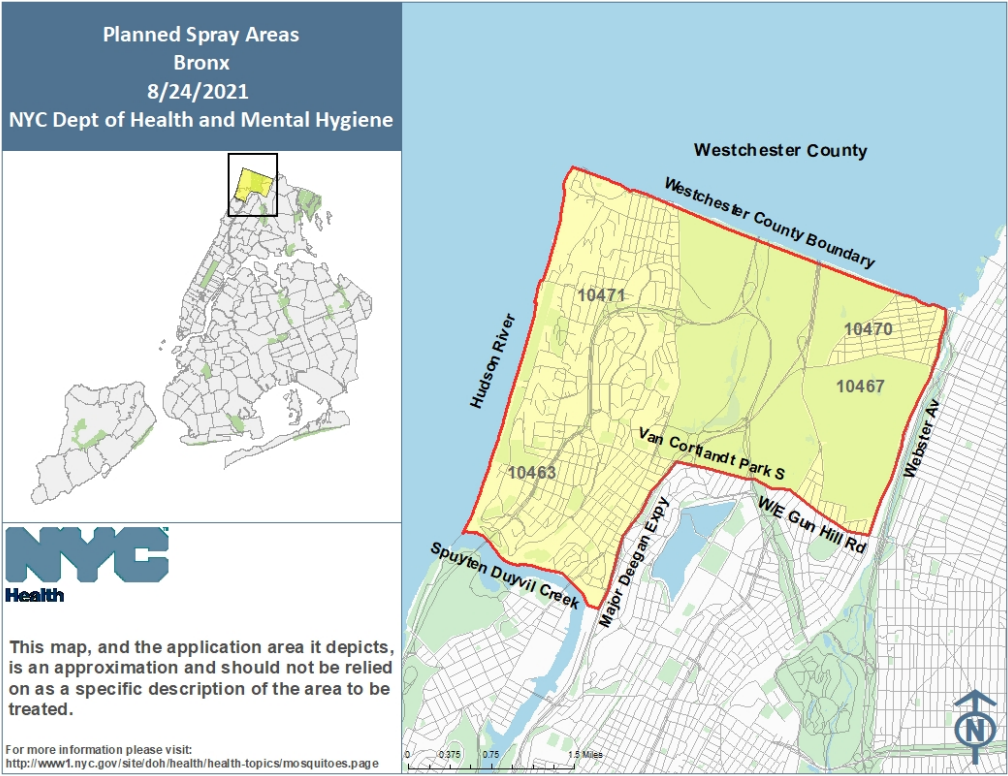 Planned Spray Areas
Bronx
8/24/2021
NYC Dept of Health and Mental Hygiene
NYC
Health
This map, and the application area it depicts,
is an approximation and should not be relied
on as a specific description of the area to be
treated.
For more information please visit:
http://www1.nyc.gov/site/doh/health/health-topics/mosquitoes.page
Westchester County
Westchester County Boundary
10471
10470
10467
Hudson River
Webster Av
Van Cortlandt Park S
10463
W/E Gun Hill Rd
Major Deegan Expy
Spuyten Duyvil Creek
0 0.375 0.75 1.5 Miles
N